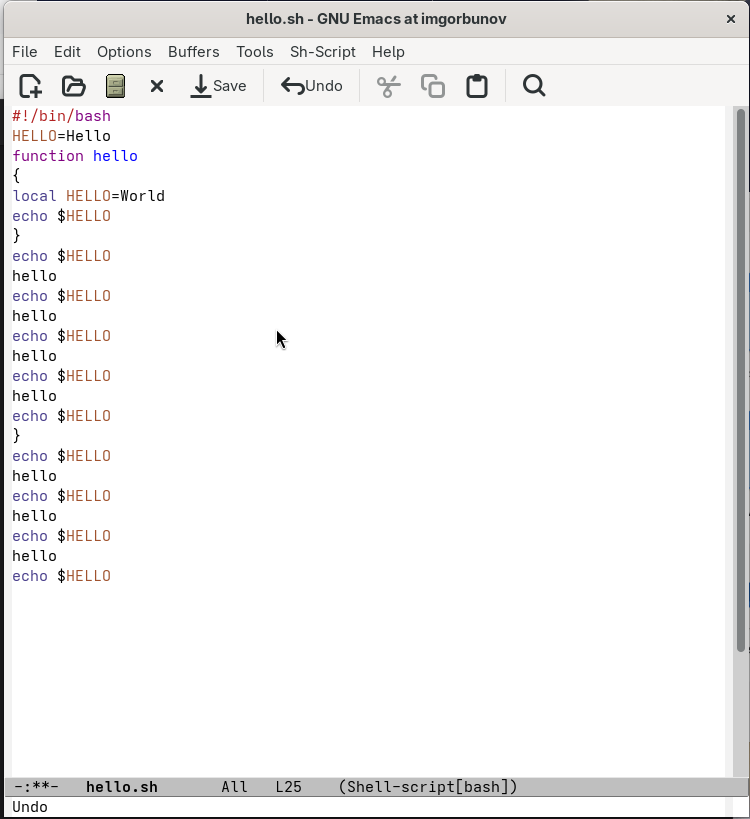 hello.sh - GNU Emacs at imgorbunov
File Edit Options Buffers Tools Sh-Script Help
Save Undo
#!/bin/bash
HELLO=Hello
function hello
{
local HELLO=World
echo $HELLO
}
echo $HELLO
hello
echo $HELLO
hello
echo $HELLO
hello
echo $HELLO
hello
echo $HELLO
}
echo $HELLO
hello
echo $HELLO
hello
echo $HELLO
hello
echo $HELLO
-:**- hello.sh All L25 (Shell-script[bash])
Undo